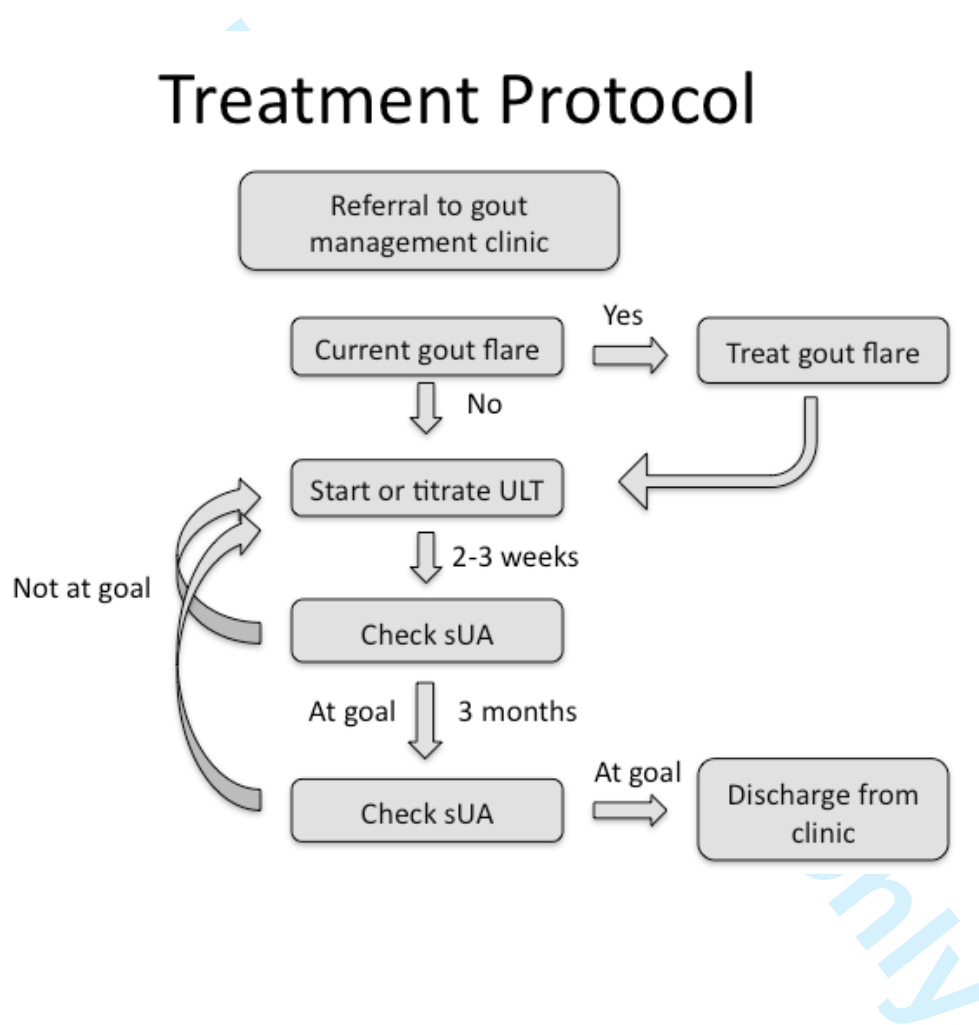 Treatment Protocol
Referral to gout
management clinic
Current gout flare
Yes
Treat gout flare
No
Start or titrate ULT
2-3 weeks
Not at goal
Check sUA
At goal
3 months
Check sUA
At goal
Discharge from
clinic
only